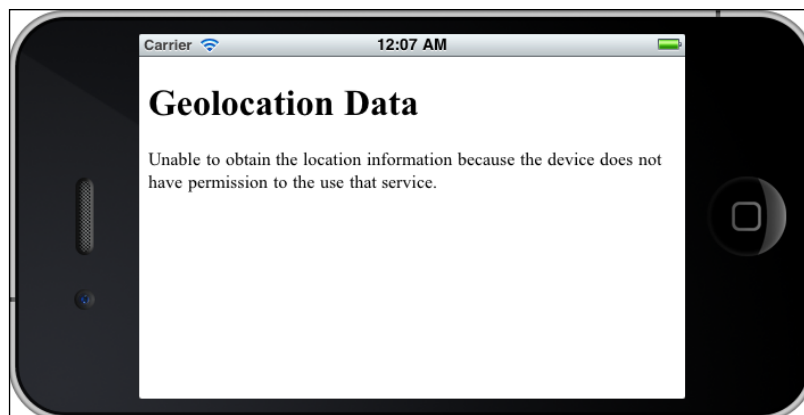 Carrier 12:07 AM
Geolocation Data
Unable to obtain the location information because the device does not
have permission to the use that service.